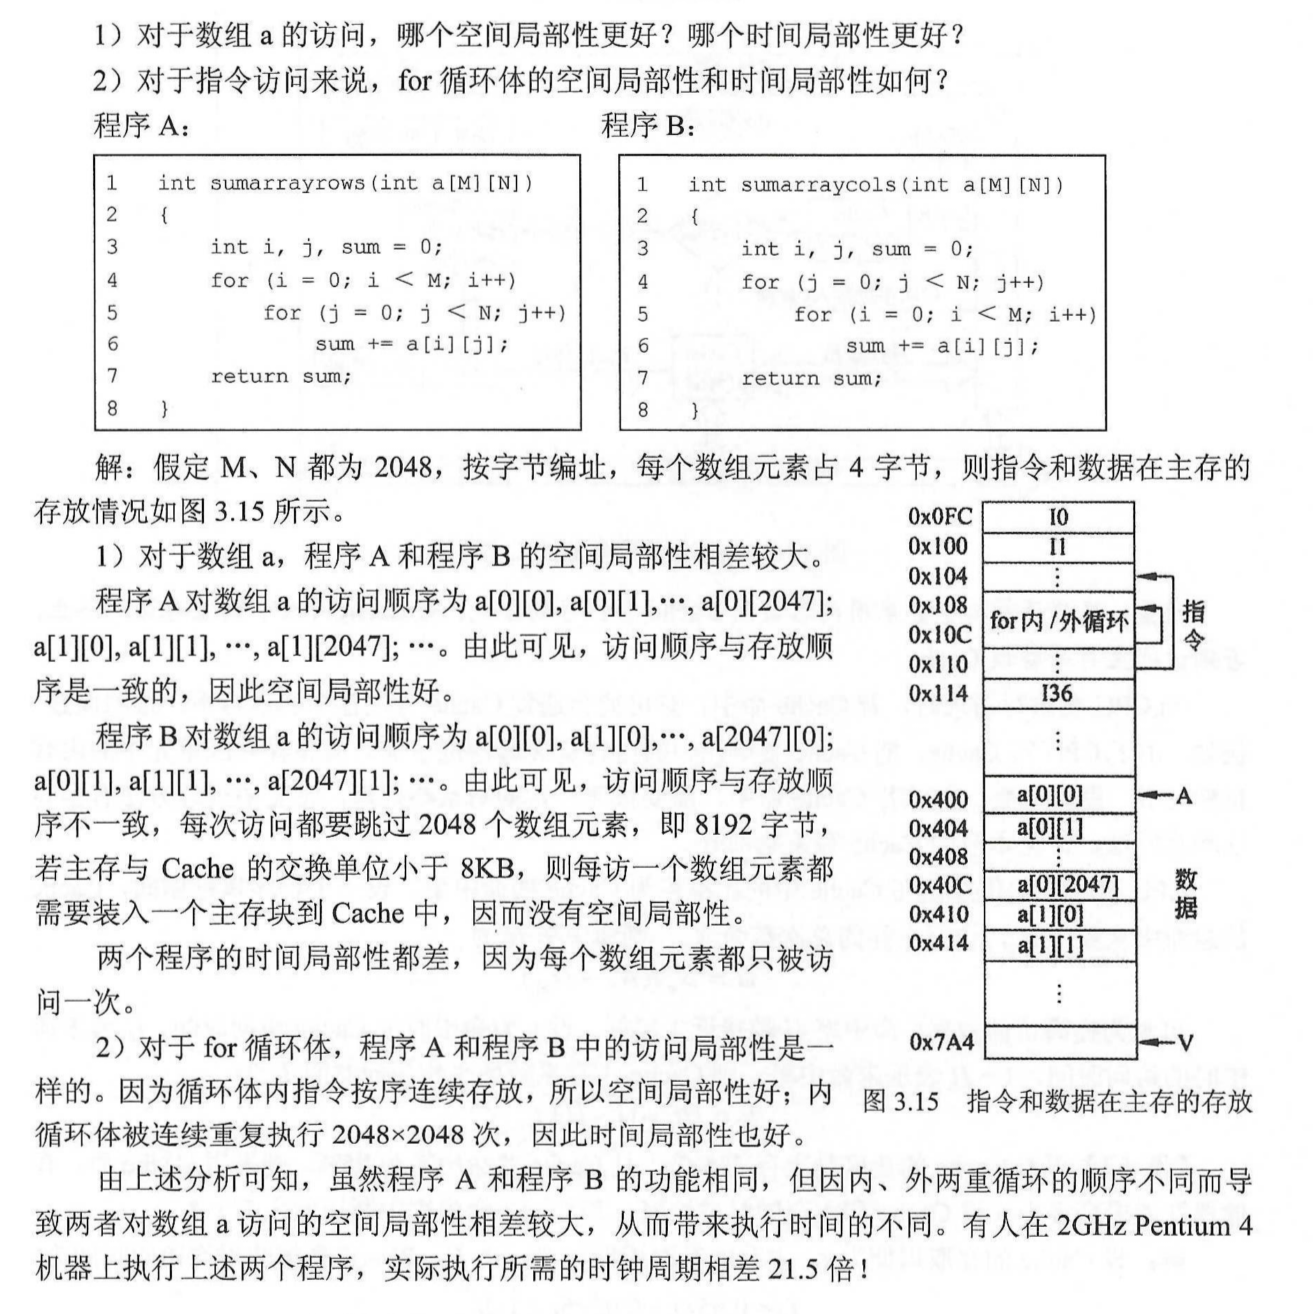 1）对于数组 a 的访问，哪个空间局部性更好？哪个时间局部性更好？
2）对于指令访问来说，for 循环体的空间局部性和时间局部性如何？
程序 A：
1 int sumarrayrows(int a[M][N])
2 {
3 int i, j, sum = 0;
4 for (i = 0; i < M; i++)
5 for (j = 0; j < N; j++)
6 sum += a[i][j];
7 return sum;
8 }
程序 B：
1 int sumarraycols(int a[M][N])
2 {
3 int i, j, sum = 0;
4 for (j = 0; j < N; j++)
5 for (i = 0; i < M; i++)
6 sum += a[i][j];
7 return sum;
8 }
解：假定 M、N 都为 2048，按字节编址，每个数组元素占 4 字节，则指令和数据在主存的
存放情况如图 3.15 所示。
1）对于数组 a，程序 A 和程序 B 的空间局部性相差较大。
程序 A 对数组 a 的访问顺序为 a[0][0], a[0][1],…, a[0][2047];
a[1][0], a[1][1], …, a[1][2047]; …。由此可见，访问顺序与存放顺
序是一致的，因此空间局部性好。
程序 B 对数组 a 的访问顺序为 a[0][0], a[1][0],…, a[2047][0];
a[0][1], a[1][1], …, a[2047][1]; …。由此可见，访问顺序与存放顺
序不一致，每次访问都要跳过 2048 个数组元素，即 8192 字节，
若主存与 Cache 的交换单位小于 8KB，则每访一个数组元素都
需要装入一个主存块到 Cache 中，因而没有空间局部性。
两个程序的时间局部性都差，因为每个数组元素都只被访
问一次。
2）对于 for 循环体，程序 A 和程序 B 中的访问局部性是一
样的。因为循环体内指令按序连续存放，所以空间局部性好；内
循环体被连续重复执行 2048×2048 次，因此时间局部性也好。
0x0FC I0
0x100 I1
0x104 ⋮
0x108
for内/外循环
0x10C
0x110 ⋮
0x114 I36
⋮
指令
0x400 a[0][0] A
0x404 a[0][1]
0x408 ⋮
0x40C a[0][2047]
0x410 a[1][0]
0x414 a[1][1]
⋮
数据
0x7A4 V
图 3.15 指令和数据在主存的存放
由上述分析可知，虽然程序 A 和程序 B 的功能相同，但因内、外两重循环的顺序不同而导
致两者对数组 a 访问的空间局部性相差较大，从而带来执行时间的不同。有人在 2GHz Pentium 4
机器上执行上述两个程序，实际执行所需的时钟周期相差 21.5 倍！